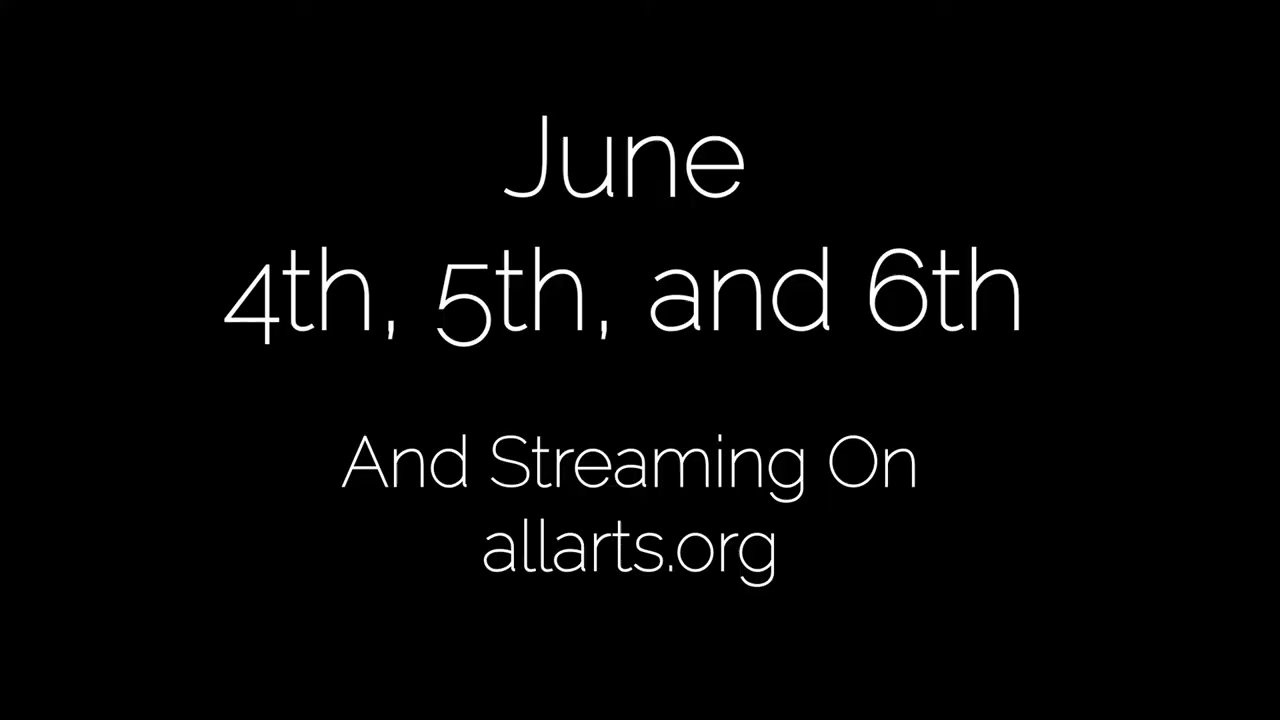 June
4th, 5th, and 6th
And Streaming On
allarts.org